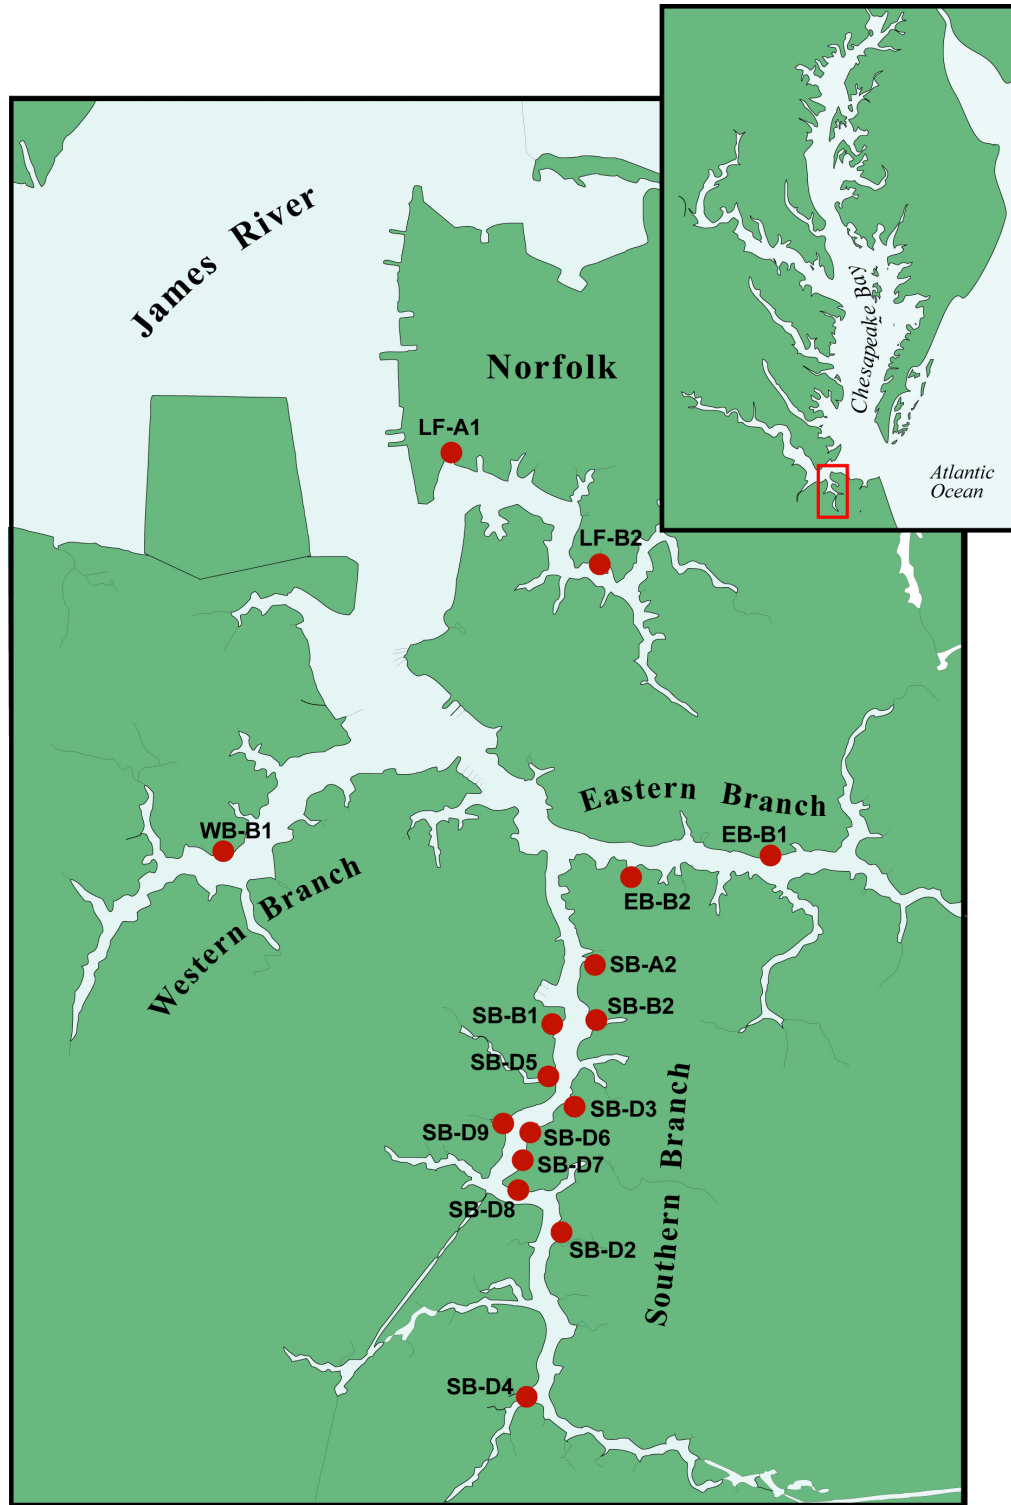 James River
Norfolk
Chesapeake Bay
Atlantic
Ocean
LF-A1
LF-B2
Eastern Branch
WB-B1
EB-B1
Western Branch
EB-B2
SB-A2
SB-B1
SB-B2
SB-D5
SB-D3
SB-D9
SB-D6
SB-D7
SB-D8
SB-D2
Southern Branch
SB-D4